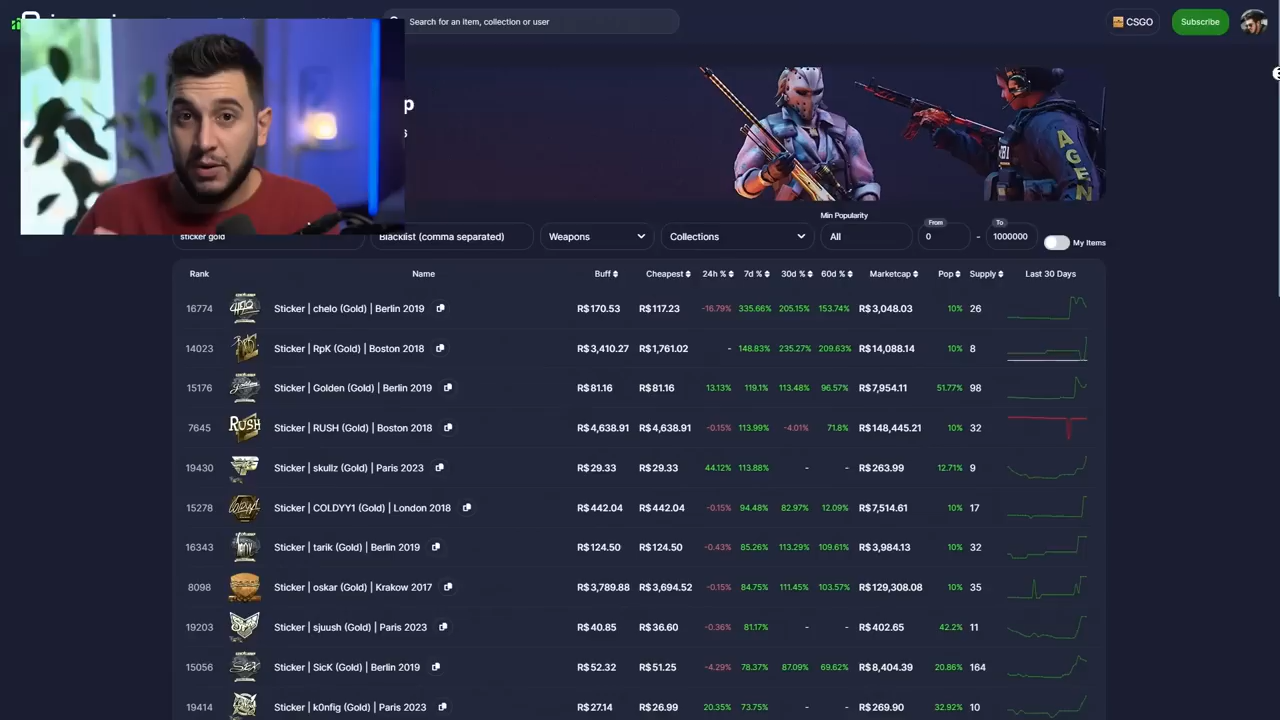 Search for an item, collection or user
CSGO
Subscribe
p
s
AGEN
Min Popularity
From
To
sticker gold
Blacklist (comma separated)
Weapons
Collections
All
0
-
1000000
My Items
Rank Name Buff Cheapest 24h % 7d % 30d % 60d % Marketcap Pop Supply Last 30 Days
16774 Sticker | chelo (Gold) | Berlin 2019 R$170.53 R$117.23 -16.79% 335.66% 205.15% 153.74% R$3,048.03 10% 26
14023 Sticker | RpK (Gold) | Boston 2018 R$3,410.27 R$1,761.02 - 148.83% 235.27% 209.63% R$14,088.14 10% 8
15176 Sticker | Golden (Gold) | Berlin 2019 R$81.16 R$81.16 13.13% 119.1% 113.48% 96.57% R$7,954.11 51.77% 98
RUSH
7645 Sticker | RUSH (Gold) | Boston 2018 R$4,638.91 R$4,638.91 -0.15% 113.99% -4.01% 71.8% R$148,445.21 10% 32
19430 Sticker | skullz (Gold) | Paris 2023 R$29.33 R$29.33 44.12% 113.88% - - R$263.99 12.71% 9
15278 Sticker | COLDYY1 (Gold) | London 2018 R$442.04 R$442.04 -0.15% 94.48% 82.97% 12.09% R$7,514.61 10% 17
16343 Sticker | tarik (Gold) | Berlin 2019 R$124.50 R$124.50 -0.43% 85.26% 113.29% 109.61% R$3,984.13 10% 32
8098 Sticker | oskar (Gold) | Krakow 2017 R$3,789.88 R$3,694.52 -0.15% 84.75% 111.45% 103.57% R$129,308.08 10% 35
19203 Sticker | sjuush (Gold) | Paris 2023 R$40.85 R$36.60 -0.36% 81.17% - - R$402.65 42.2% 11
15056 Sticker | SicK (Gold) | Berlin 2019 R$52.32 R$51.25 -4.29% 78.37% 87.09% 69.62% R$8,404.39 20.86% 164
19414 Sticker | k0nfig (Gold) | Paris 2023 R$27.14 R$26.99 20.35% 73.75% - - R$269.90 32.92% 10